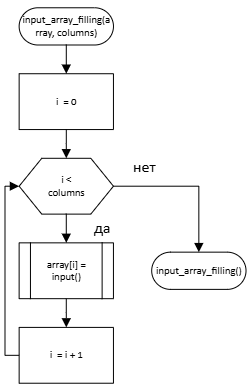 input_array_filling(a
rray, columns)
i = 0
i <
columns
нет
да
array[i] =
input()
input_array_filling()
i = i + 1